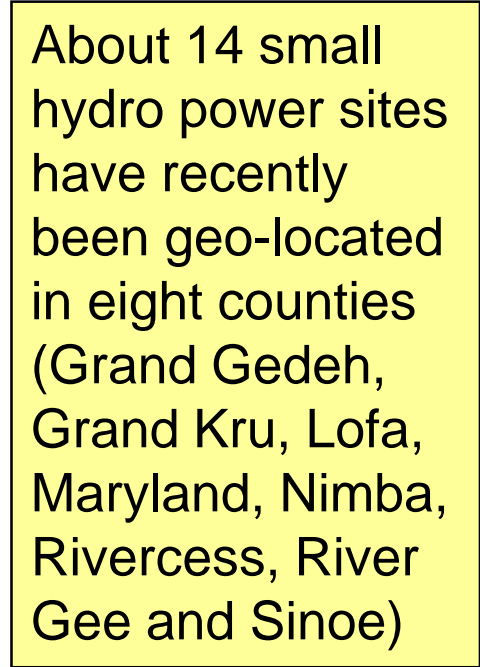 About 14 small
hydro power sites
have recently
been geo-located
in eight counties
(Grand Gedeh,
Grand Kru, Lofa,
Maryland, Nimba,
Rivercess, River
Gee and Sinoe)